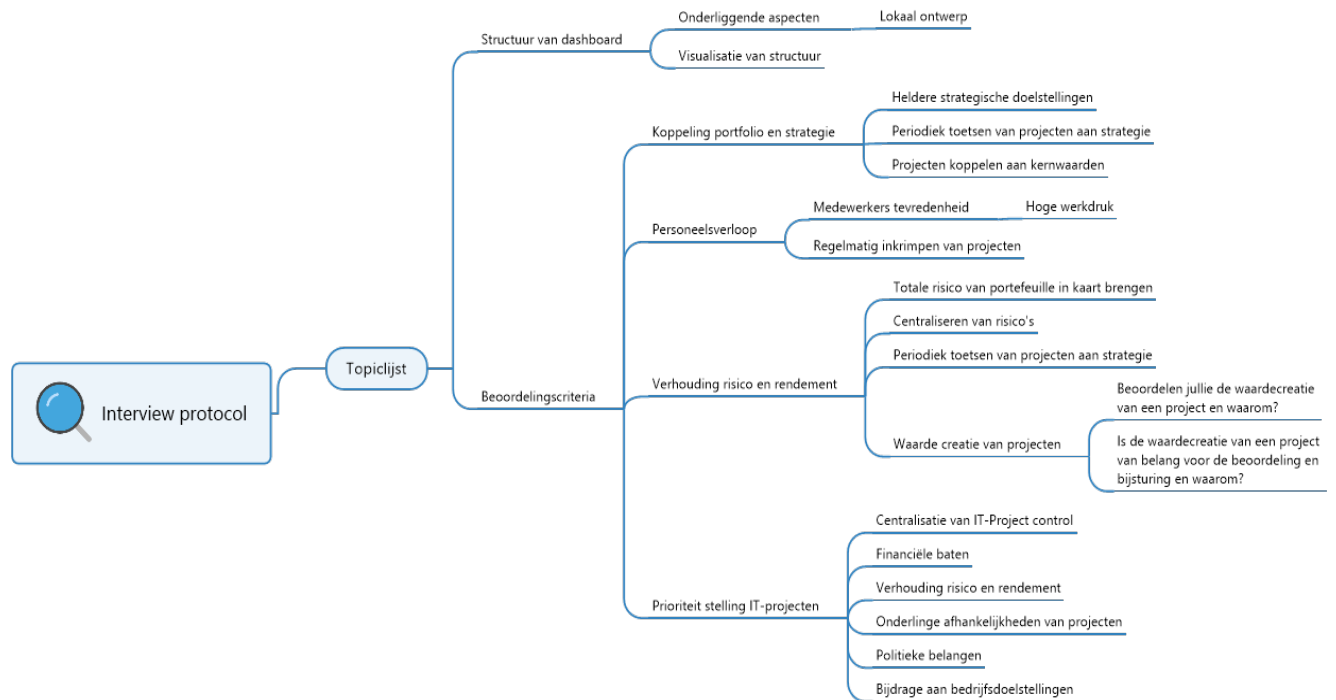 Interview protocol
Topiclijst
Structuur van dashboard
Onderliggende aspecten
Lokaal ontwerp
Visualisatie van structuur
Beoordelingscriteria
Koppeling portfolio en strategie
Heldere strategische doelstellingen
Periodiek toetsen van projecten aan strategie
Projecten koppelen aan kernwaarden
Personeelsverloop
Medewerkers tevredenheid
Hoge werkdruk
Regelmatig inkrimpen van projecten
Verhouding risico en rendement
Totale risico van portefeuille in kaart brengen
Centraliseren van risico's
Periodiek toetsen van projecten aan strategie
Waarde creatie van projecten
Beoordelen jullie de waardecreatie
van een project en waarom?
Is de waardecreatie van een project
van belang voor de beoordeling en
bijsturing en waarom?
Prioriteit stelling IT-projecten
Centralisatie van IT-Project control
Financiële baten
Verhouding risico en rendement
Onderlinge afhankelijkheden van projecten
Politieke belangen
Bijdrage aan bedrijfsdoelstellingen